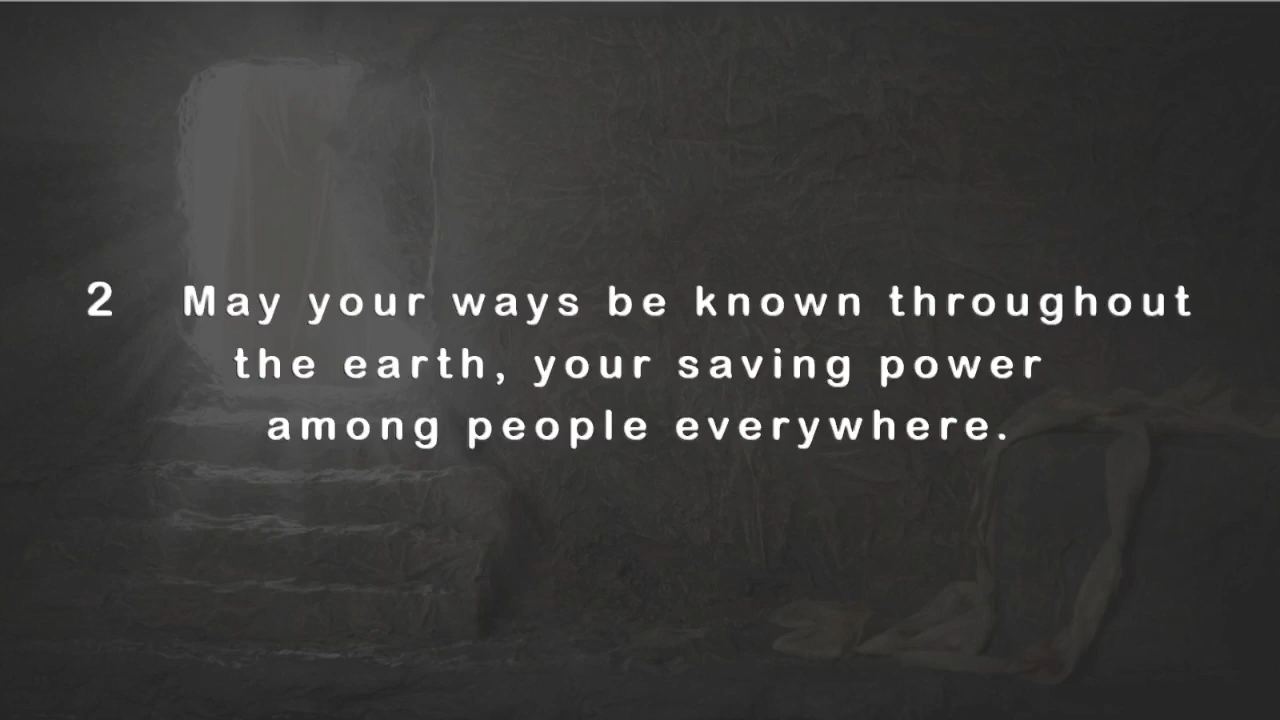 2 May your ways be known throughout
the earth, your saving power
among people everywhere.